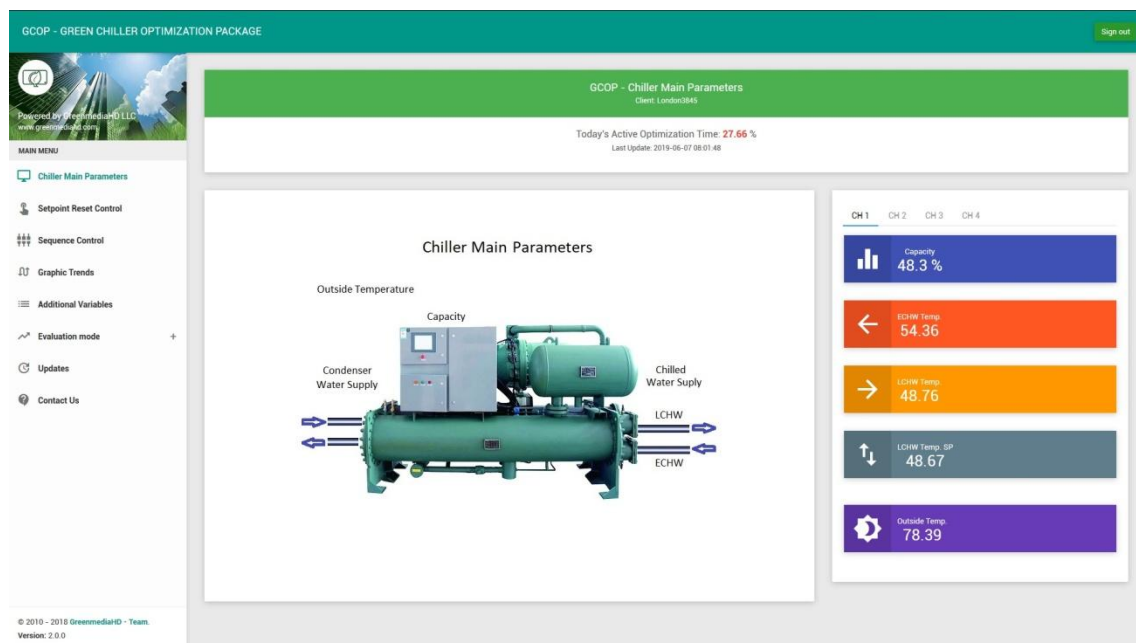 GCOP - GREEN CHILLER OPTIMIZATION PACKAGE
Sign out
Powered by GreenmediaHD LLC
www.greenmediahd.com
MAIN MENU
Chiller Main Parameters
Setpoint Reset Control
Sequence Control
Graphic Trends
Additional Variables
Evaluation mode +
Updates
Contact Us
© 2010 - 2018 GreenmediaHD - Team.
Version: 2.0.0
GCOP - Chiller Main Parameters
Client: London3845
Today's Active Optimization Time: 27.66 %
Last Update: 2019-06-07 08:01:48
Chiller Main Parameters
Outside Temperature
Capacity
Condenser
Water Supply
Chilled
Water Suply
LCHW
ECHW
CH 1 CH 2 CH 3 CH 4
Capacity
48.3 %
ECHW Temp.
54.36
LCHW Temp.
48.76
LCHW Temp. SP
48.67
Outside Temp.
78.39